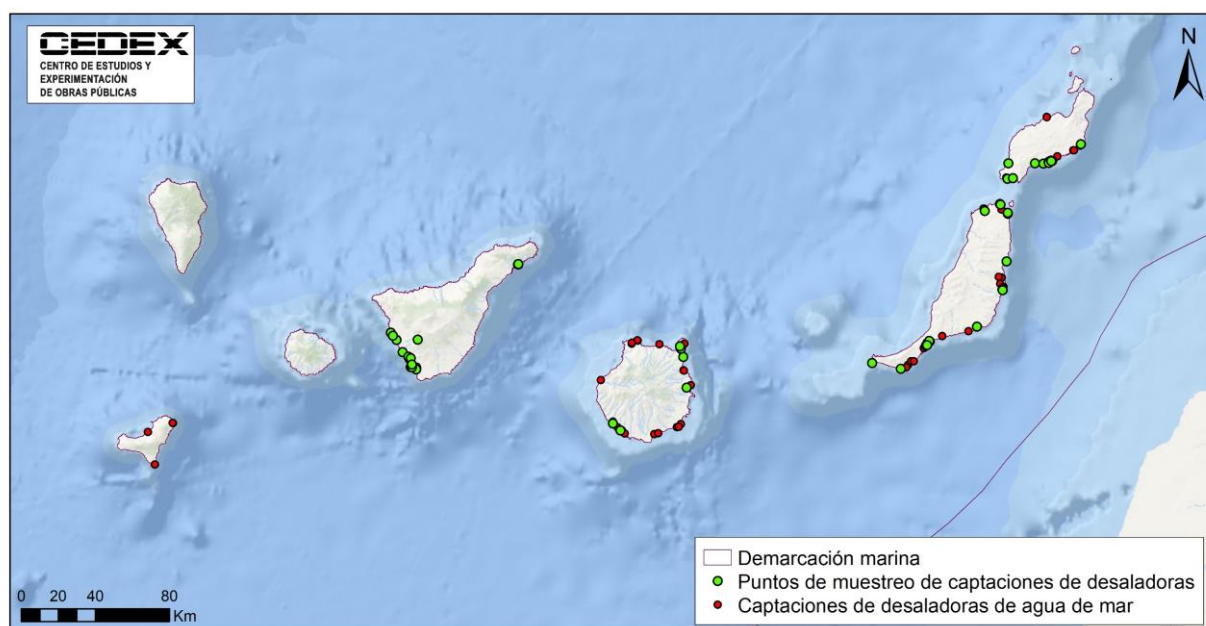 CEDEX
CENTRO DE ESTUDIOS Y
EXPERIMENTACIÓN
DE OBRAS PÚBLICAS
N
Demarcación marina
Puntos de muestreo de captaciones de desaladoras
Captaciones de desaladoras de agua de mar
0 20 40 80
Km